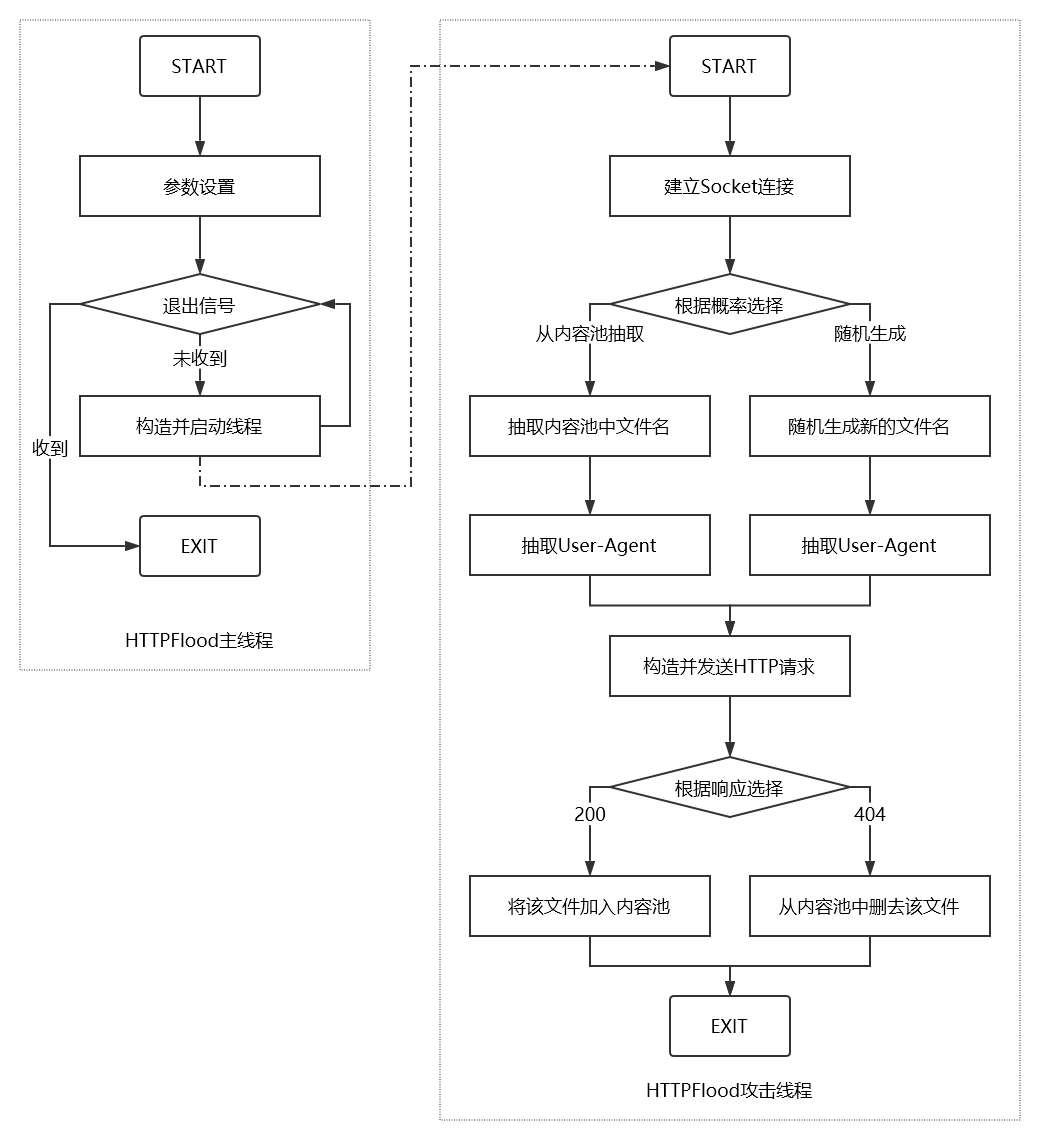 START
参数设置
退出信号
未收到
构造并启动线程
收到
EXIT
HTTPFlood主线程
START
建立Socket连接
根据概率选择
从内容池抽取
随机生成
抽取内容池中文件名
随机生成新的文件名
抽取User-Agent
抽取User-Agent
构造并发送HTTP请求
根据响应选择
200
404
将该文件加入内容池
从内容池中删去该文件
EXIT
HTTPFlood攻击线程